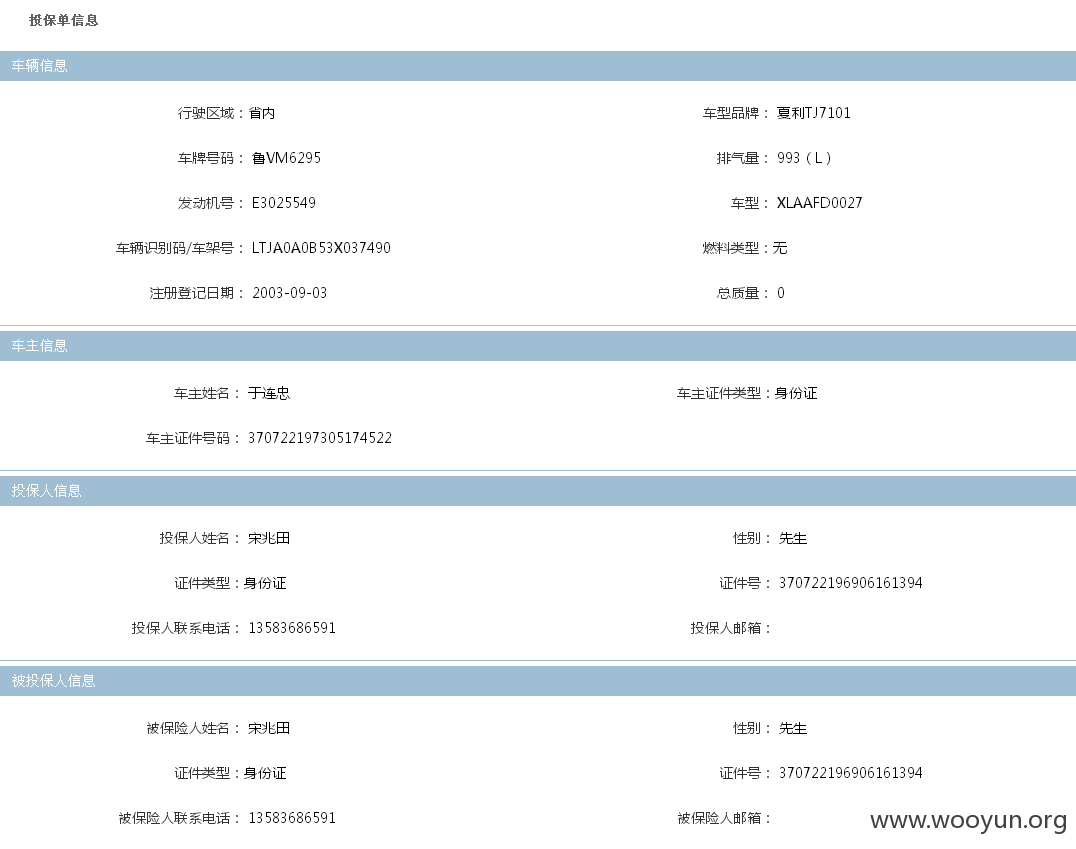 投保单信息
车辆信息
行驶区域：省内 车型品牌： 夏利TJ7101
车牌号码： 鲁VM6295 排气量： 993（L）
发动机号： E3025549 车型： XLAAFD0027
车辆识别码/车架号： LTJA0A0B53X037490 燃料类型：无
注册登记日期： 2003-09-03 总质量： 0
车主信息
车主姓名： 于连忠 车主证件类型：身份证
车主证件号码： 370722197305174522
投保人信息
投保人姓名： 宋兆田 性别： 先生
证件类型：身份证 证件号： 370722196906161394
投保人联系电话： 13583686591 投保人邮箱：
被投保人信息
被保险人姓名： 宋兆田 性别： 先生
证件类型：身份证 证件号： 370722196906161394
被保险人联系电话： 13583686591 被保险人邮箱：
www.wooyun.org